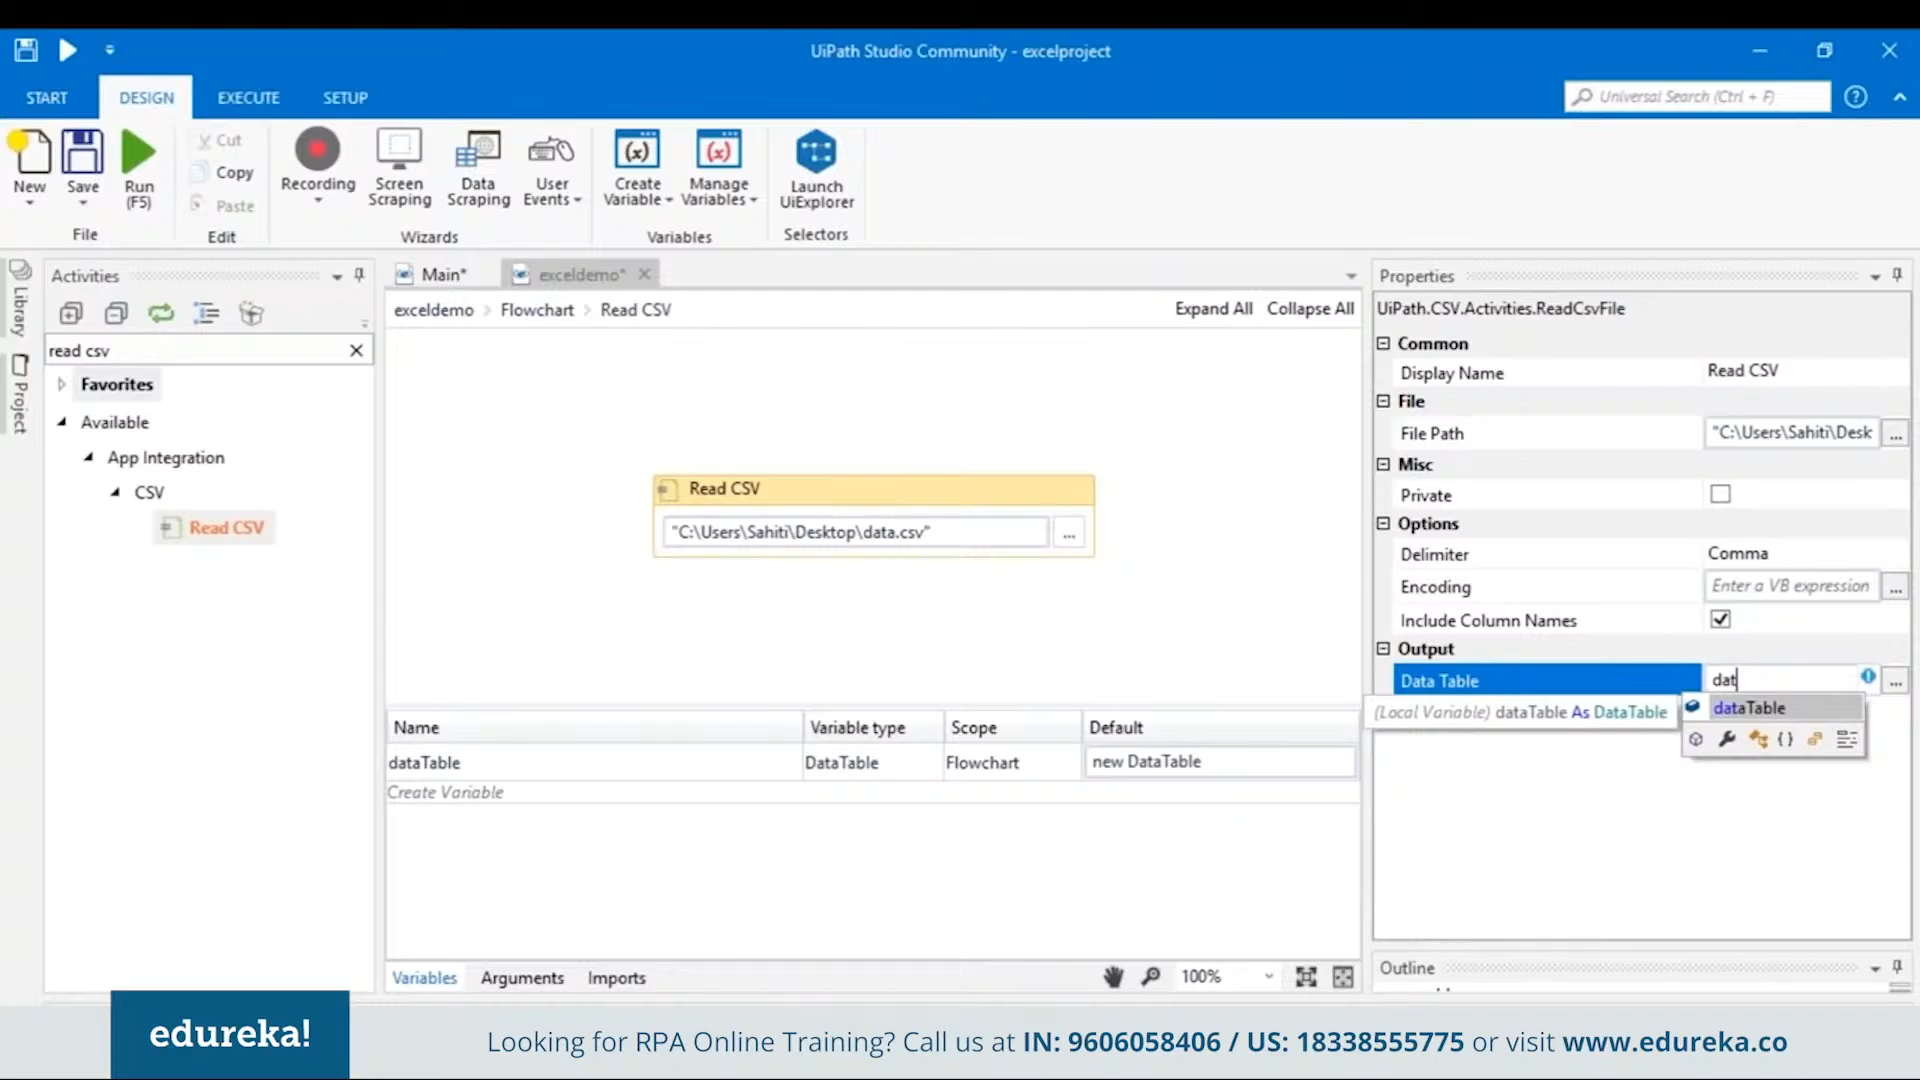 UiPath Studio Community - excelproject
START
DESIGN
EXECUTE
SETUP
Universal Search (Ctrl + F)
New
Save
Run
(F5)
File
Cut
Copy
Paste
Edit
Recording
Screen
Scraping
Data
Scraping
User
Events
Wizards
Create
Variable
Manage
Variables
Variables
Launch
UiExplorer
Selectors
Library
Project
Activities
read csv
Favorites
Available
App Integration
CSV
Read CSV
Main*
exceldemo*
exceldemo > Flowchart > Read CSV
Expand All Collapse All
Read CSV
"C:\Users\Sahiti\Desktop\data.csv"
...
Name Variable type Scope Default
dataTable DataTable Flowchart new DataTable
Create Variable
Variables Arguments Imports
100%
Properties
UiPath.CSV.Activities.ReadCsvFile
Common
Display Name Read CSV
File
File Path "C:\Users\Sahiti\Desk ...
Misc
Private
Options
Delimiter Comma
Encoding Enter a VB expression ...
Include Column Names
Output
Data Table dat ...
(Local Variable) dataTable As DataTable
dataTable
Outline
edureka!
Looking for RPA Online Training? Call us at IN: 9606058406 / US: 18338555775 or visit www.edureka.co